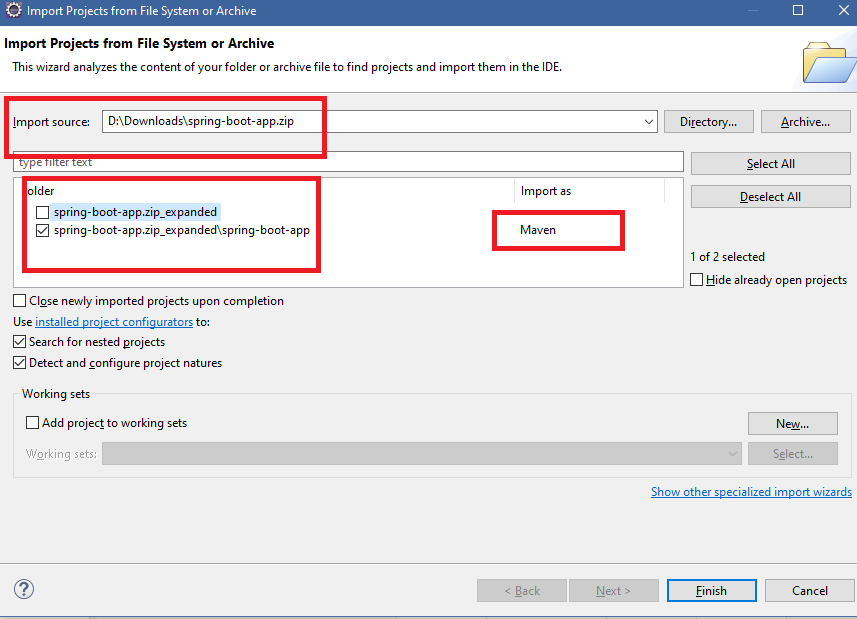 Import Projects from File System or Archive
Import Projects from File System or Archive
This wizard analyzes the content of your folder or archive file to find projects and import them in the IDE.
Import source: D:\Downloads\spring-boot-app.zip Directory... Archive...
type filter text Select All
older Import as
Deselect All
spring-boot-app.zip_expanded
spring-boot-app.zip_expanded\spring-boot-app Maven
1 of 2 selected
Hide already open projects
Close newly imported projects upon completion
Use installed project configurators to:
Search for nested projects
Detect and configure project natures
Working sets
Add project to working sets New...
Working sets: Select...
Show other specialized import wizards
? < Back Next > Finish Cancel